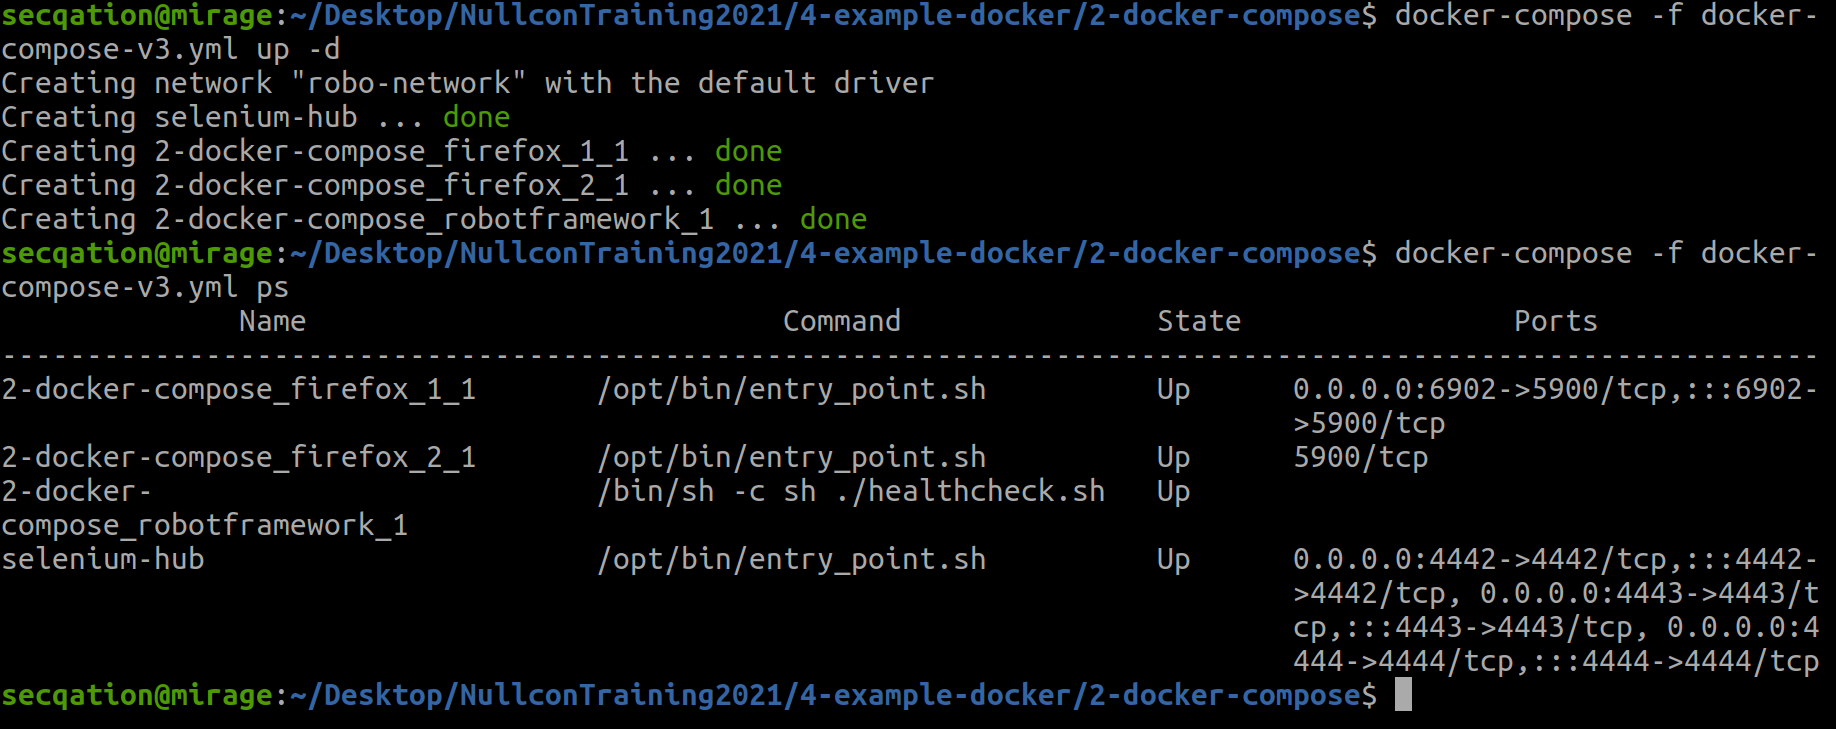 secqation@mirage:~/Desktop/NullconTraining2021/4-example-docker/2-docker-compose$ docker-compose -f docker-
compose-v3.yml up -d
Creating network "robo-network" with the default driver
Creating selenium-hub ... done
Creating 2-docker-compose_firefox_1_1 ... done
Creating 2-docker-compose_firefox_2_1 ... done
Creating 2-docker-compose_robotframework_1 ... done
secqation@mirage:~/Desktop/NullconTraining2021/4-example-docker/2-docker-compose$ docker-compose -f docker-
compose-v3.yml ps
              Name                            Command                State                Ports
-----------------------------------------------------------------------------------------------------------
2-docker-compose_firefox_1_1       /opt/bin/entry_point.sh          Up      0.0.0.0:6902->5900/tcp,:::6902-
                                                                            >5900/tcp
2-docker-compose_firefox_2_1       /opt/bin/entry_point.sh          Up      5900/tcp
2-docker-                          /bin/sh -c sh ./healthcheck.sh   Up
compose_robotframework_1
selenium-hub                       /opt/bin/entry_point.sh          Up      0.0.0.0:4442->4442/tcp,:::4442-
                                                                            >4442/tcp, 0.0.0.0:4443->4443/t
                                                                            cp,:::4443->4443/tcp, 0.0.0.0:4
                                                                            444->4444/tcp,:::4444->4444/tcp
secqation@mirage:~/Desktop/NullconTraining2021/4-example-docker/2-docker-compose$